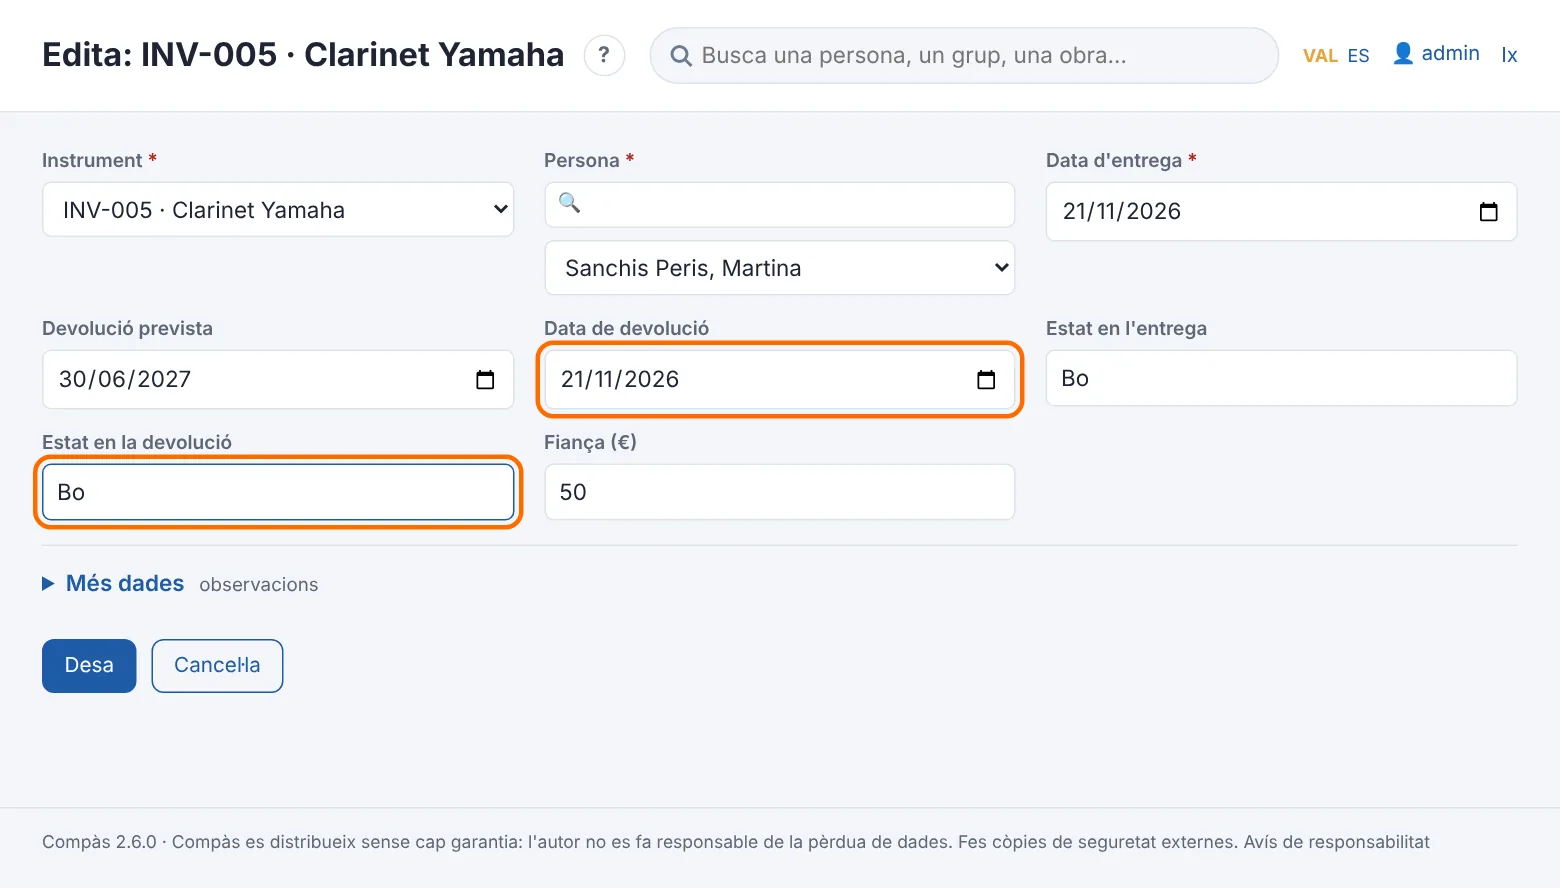 Edita: INV-005 · Clarinet Yamaha
?
Busca una persona, un grup, una obra...
VAL ES
admin
Ix
Instrument *
INV-005 · Clarinet Yamaha
Persona *
Sanchis Peris, Martina
Data d'entrega *
21/11/2026
Devolució prevista
30/06/2027
Data de devolució
21/11/2026
Estat en l'entrega
Bo
Estat en la devolució
Bo
Fiança (€)
50
Més dades observacions
Desa
Cancel·la
Compàs 2.6.0 · Compàs es distribueix sense cap garantia: l'autor no es fa responsable de la pèrdua de dades. Fes còpies de seguretat externes. Avís de responsabilitat